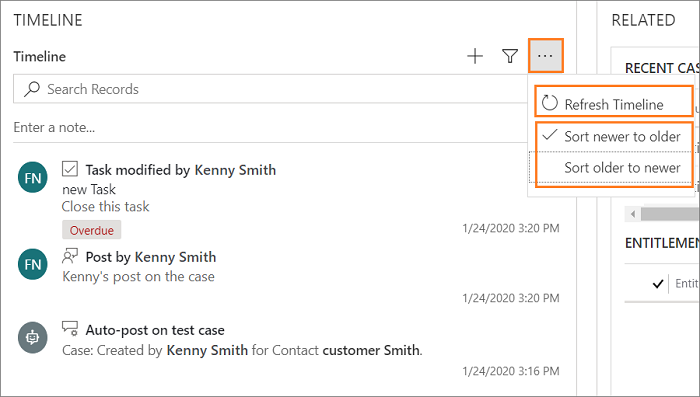 TIMELINE
RELATED
Timeline
...
RECENT CAS
Search Records
Refresh Timeline
Enter a note...
Sort newer to older
Sort older to newer
FN
Task modified by Kenny Smith
new Task
Close this task
Overdue
1/24/2020 3:20 PM
ENTITLEMEN
FN
Post by Kenny Smith
Kenny's post on the case
Entit
1/24/2020 3:20 PM
Auto-post on test case
Case: Created by Kenny Smith for Contact customer Smith.
1/24/2020 3:16 PM